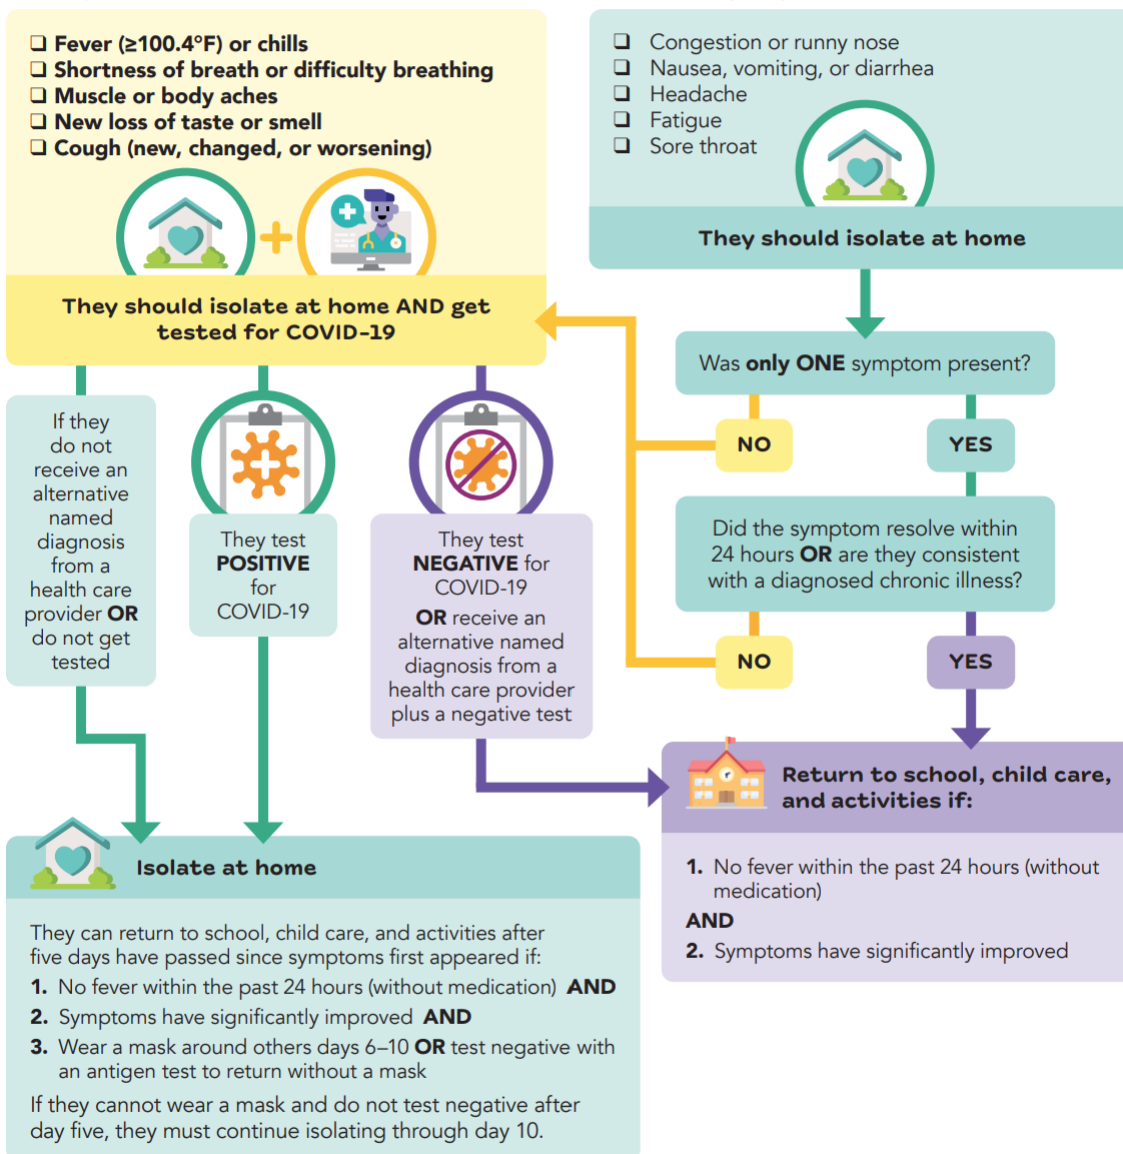 ❑ Fever (≥100.4°F) or chills
❑ Shortness of breath or difficulty breathing
❑ Muscle or body aches
❑ New loss of taste or smell
❑ Cough (new, changed, or worsening)
They should isolate at home AND get
tested for COVID-19
❑ Congestion or runny nose
❑ Nausea, vomiting, or diarrhea
❑ Headache
❑ Fatigue
❑ Sore throat
They should isolate at home
Was only ONE symptom present?
NO
YES
Did the symptom resolve within
24 hours OR are they consistent
with a diagnosed chronic illness?
NO
YES
If they
do not
receive an
alternative
named
diagnosis
from a
health care
provider OR
do not get
tested
They test
POSITIVE
for
COVID-19
They test
NEGATIVE for
COVID-19
OR receive an
alternative named
diagnosis from a
health care provider
plus a negative test
Return to school, child care,
and activities if:
1. No fever within the past 24 hours (without
medication)
AND
2. Symptoms have significantly improved
Isolate at home
They can return to school, child care, and activities after
five days have passed since symptoms first appeared if:
1. No fever within the past 24 hours (without medication) AND
2. Symptoms have significantly improved AND
3. Wear a mask around others days 6–10 OR test negative with
an antigen test to return without a mask
If they cannot wear a mask and do not test negative after
day five, they must continue isolating through day 10.